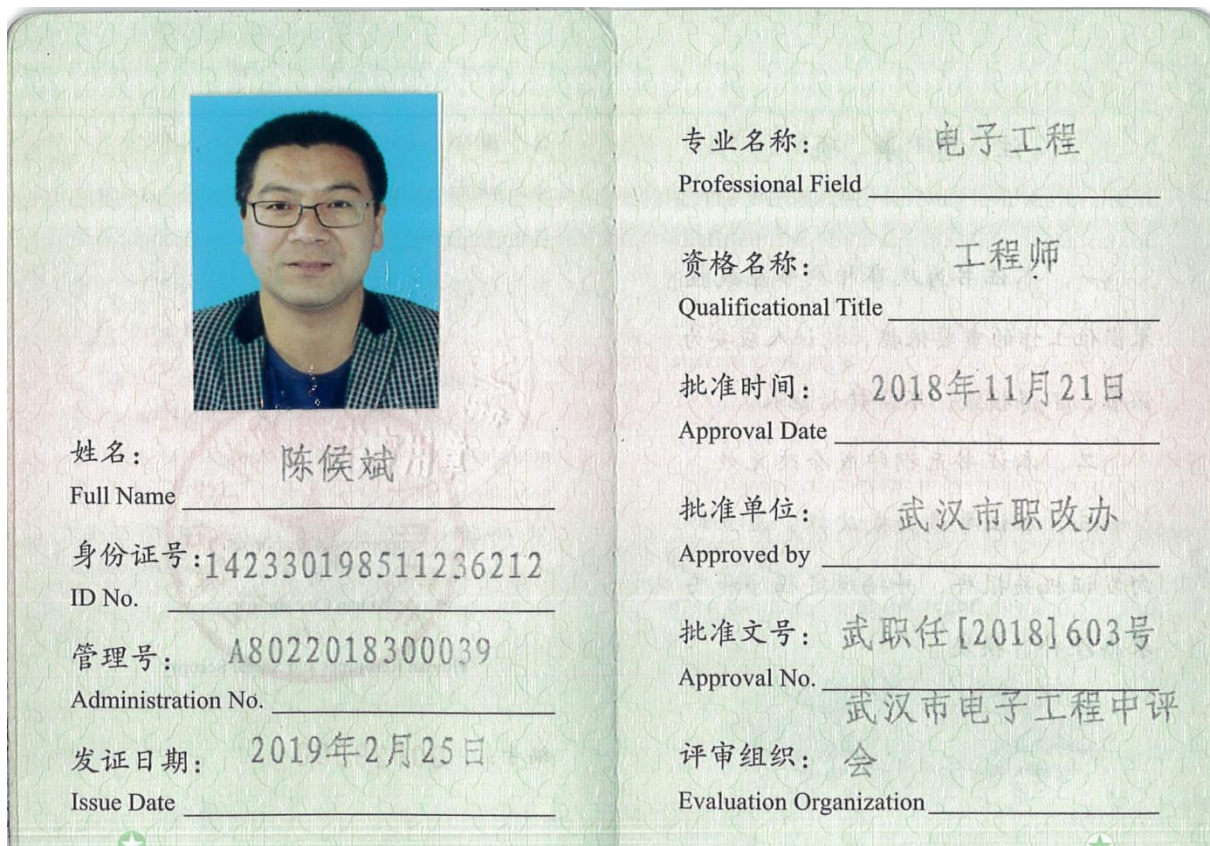 姓名： 陈候斌
Full Name
身份证号：142330198511236212
ID No.
管理号： A8022018300039
Administration No.
发证日期： 2019年2月25日
Issue Date
专业名称： 电子工程
Professional Field
资格名称： 工程师
Qualificational Title
批准时间： 2018年11月21日
Approval Date
批准单位： 武汉市职改办
Approved by
批准文号： 武职任[2018]603号
Approval No.
武汉市电子工程中评
评审组织： 会
Evaluation Organization